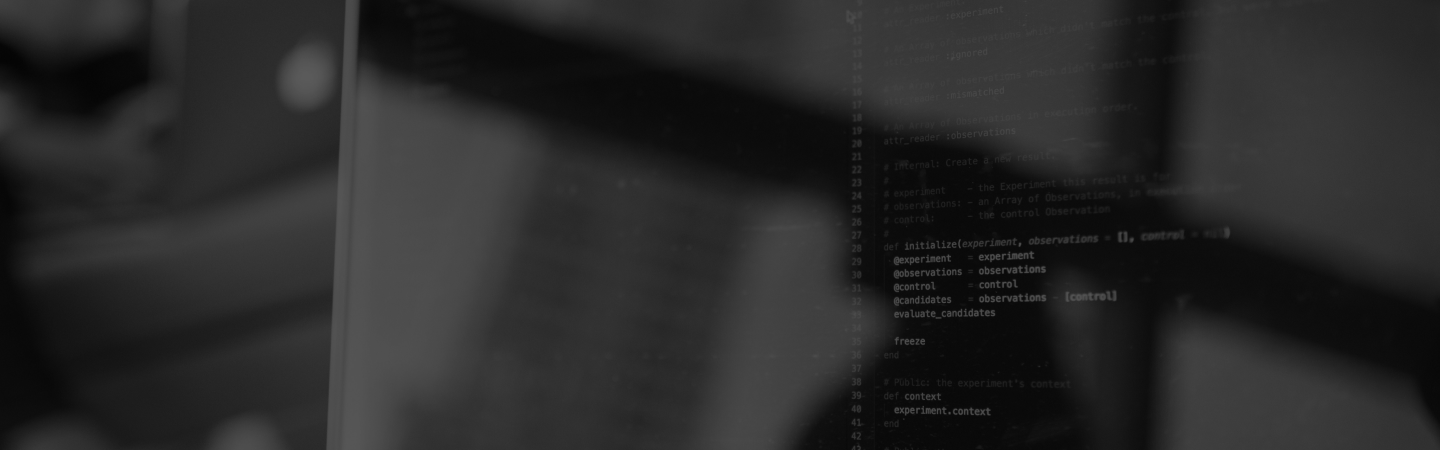 attr_reader :experiment
11
12
# An Array of observations which didn't match the control, but were
13
attr_reader :ignored
14
15
# An Array of observations which didn't match the control
16
attr_reader :mismatched
17
18
# An Array of Observations in execution order.
19
attr_reader :observations
20
21
22 # Internal: Create a new result.
23 #
24 # experiment - the Experiment this result is for
25 # observations: - an Array of Observations, in execution order
26 # control: - the control Observation
27 #
28 def initialize(experiment, observations = [], control = nil)
29 @experiment = experiment
30 @observations = observations
31 @control = control
32 @candidates = observations - [control]
33 evaluate_candidates
34
35 freeze
36 end
37
38 # Public: the experiment's context
39 def context
40 experiment.context
41 end
42